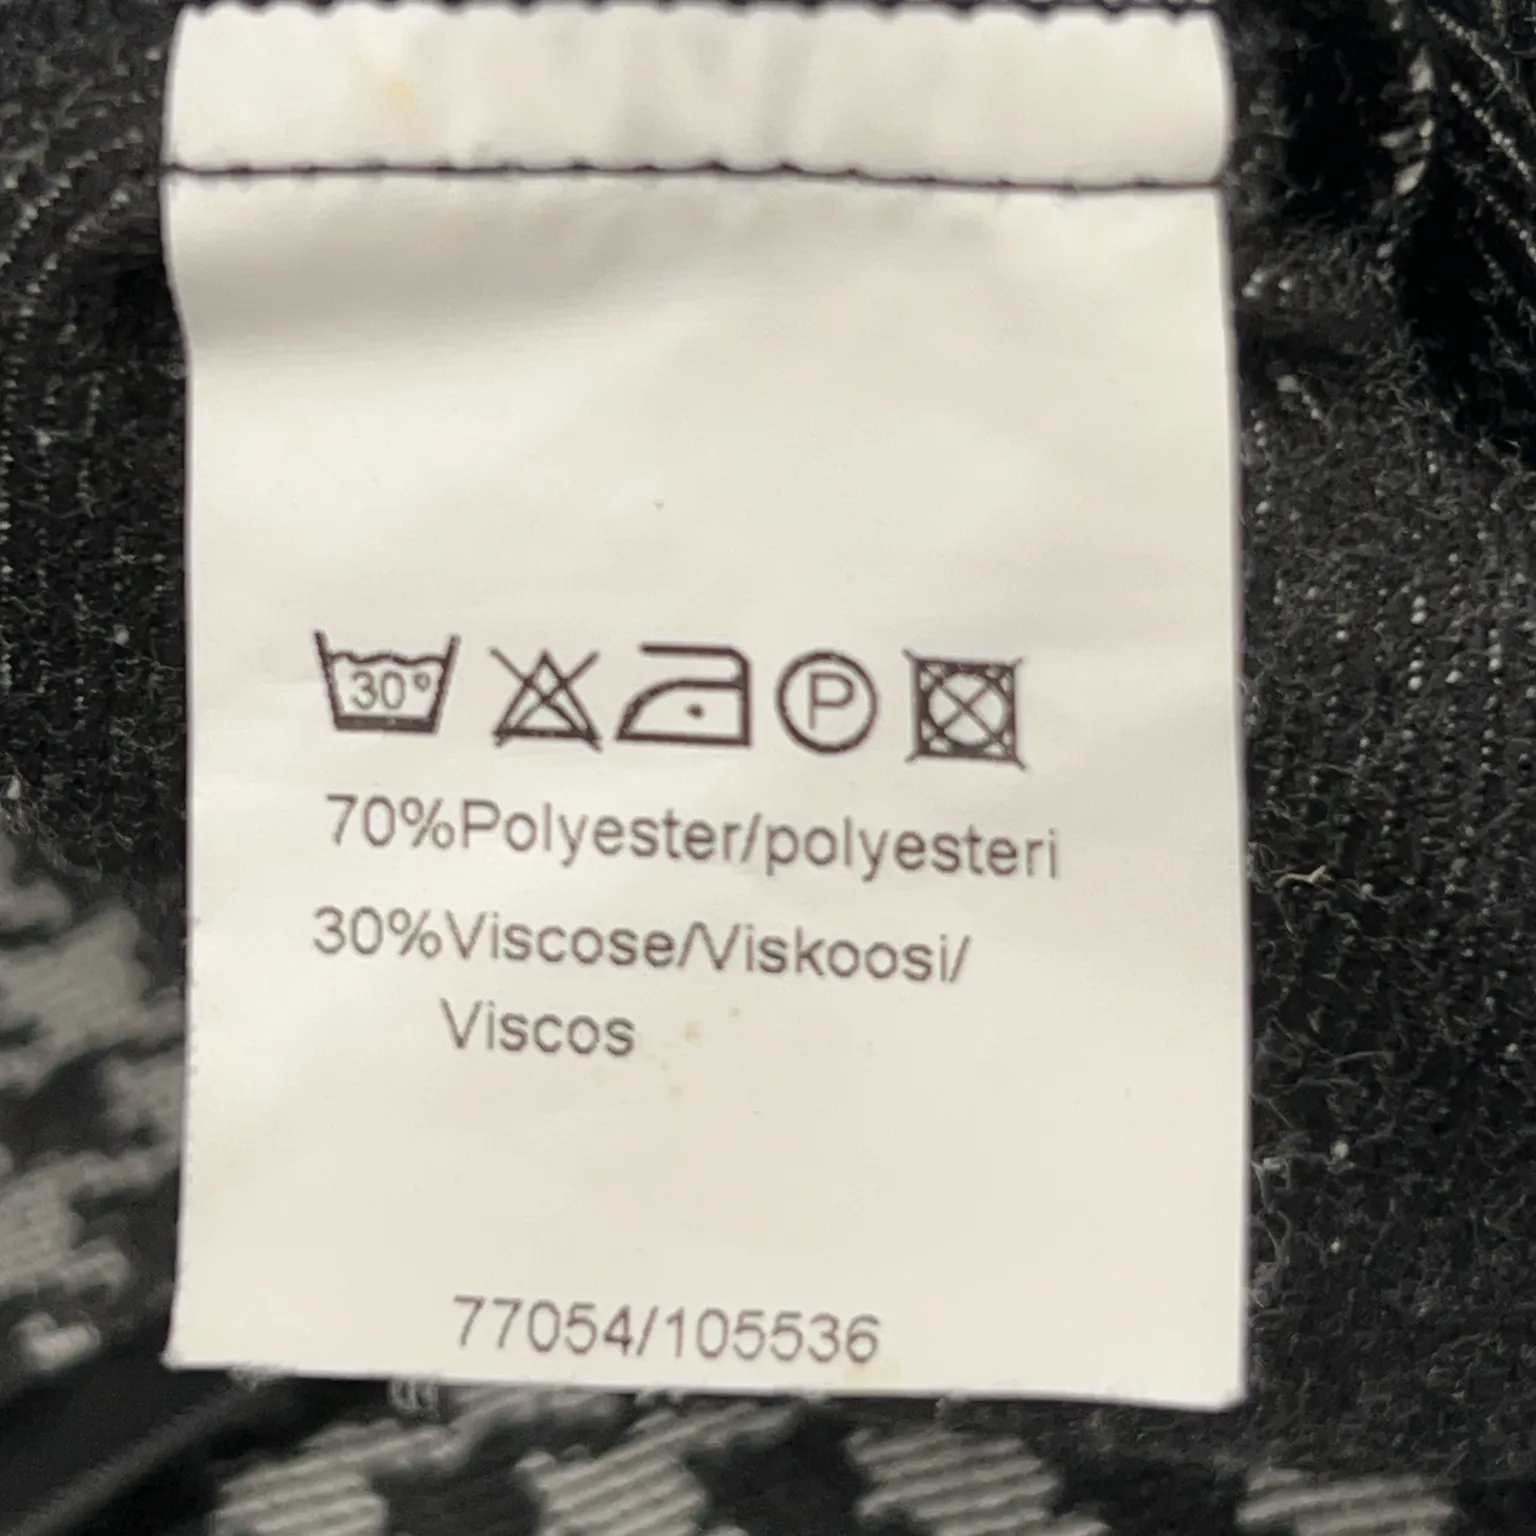 30°
P
70%Polyester/polyesteri
30%Viscose/Viskoosi/
Viscos
77054/105536